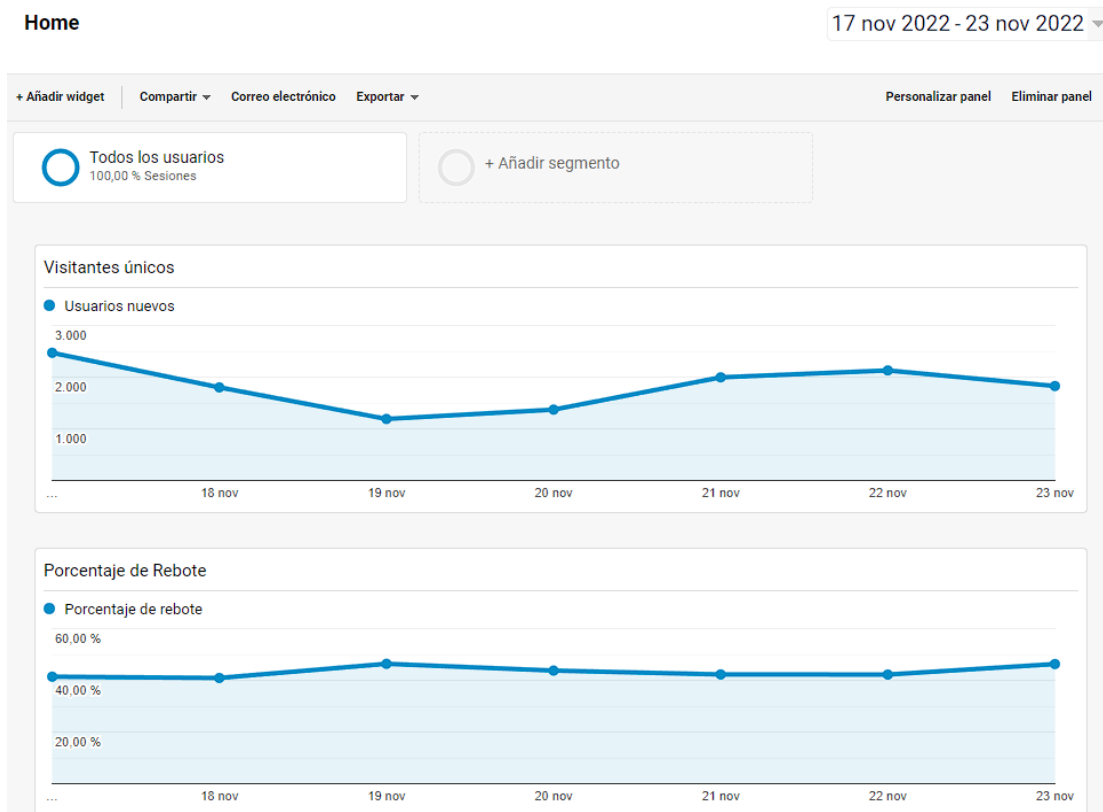 Home
17 nov 2022 - 23 nov 2022
+ Añadir widget Compartir Correo electrónico Exportar Personalizar panel Eliminar panel
Todos los usuarios
100,00 % Sesiones
+ Añadir segmento
Visitantes únicos
Usuarios nuevos
3.000
2.000
1.000
... 18 nov 19 nov 20 nov 21 nov 22 nov 23 nov
Porcentaje de Rebote
Porcentaje de rebote
60,00 %
40,00 %
20,00 %
... 18 nov 19 nov 20 nov 21 nov 22 nov 23 nov